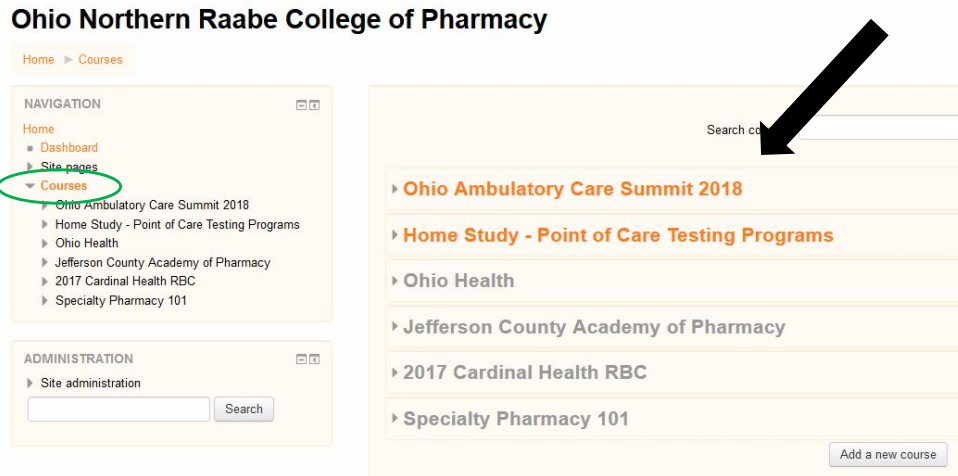 Ohio Northern Raabe College of Pharmacy
Home Courses
NAVIGATION
Home
Dashboard
Site pages
Courses
Ohio Ambulatory Care Summit 2018
Home Study - Point of Care Testing Programs
Ohio Health
Jefferson County Academy of Pharmacy
2017 Cardinal Health RBC
Specialty Pharmacy 101
ADMINISTRATION
Site administration
Search
Search
Ohio Ambulatory Care Summit 2018
Home Study - Point of Care Testing Programs
Ohio Health
Jefferson County Academy of Pharmacy
2017 Cardinal Health RBC
Specialty Pharmacy 101
Add a new course